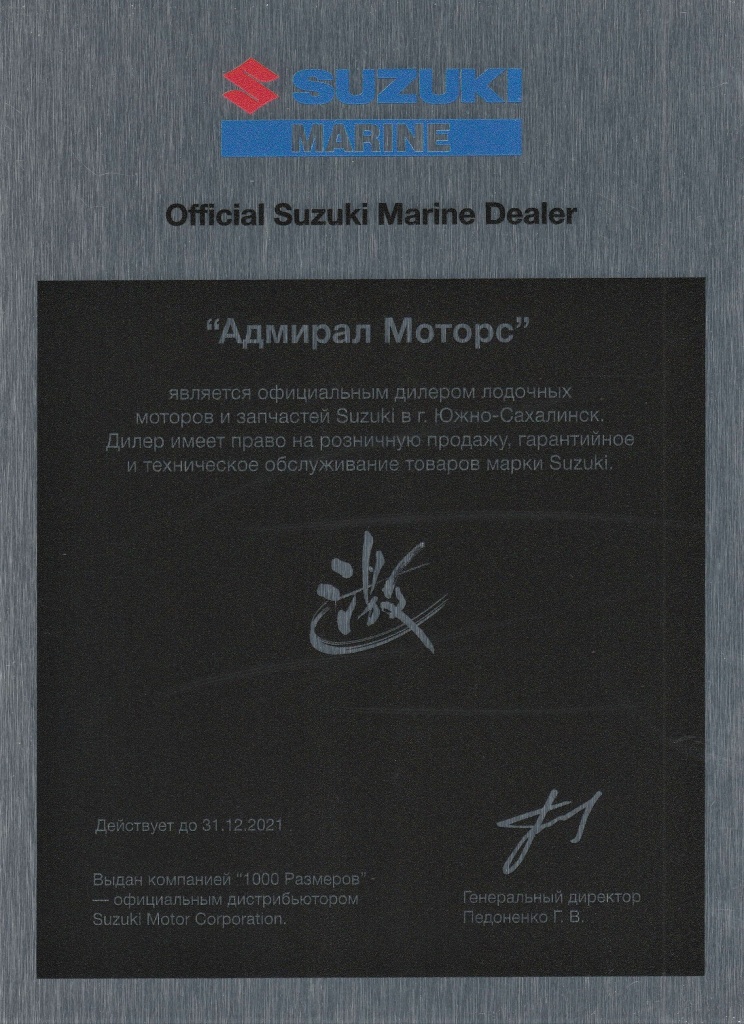 SUZUKI
MARINE
Official Suzuki Marine Dealer
“Адмирал Моторс”
является официальным дилером лодочных
моторов и запчастей Suzuki в г. Южно-Сахалинск.
Дилер имеет право на розничную продажу, гарантийное
и техническое обслуживание товаров марки Suzuki.
Действует до 31.12.2021
Выдан компанией “1000 Размеров” -
— официальным дистрибьютором
Suzuki Motor Corporation.
Генеральный директор
Педоненко Г. В.